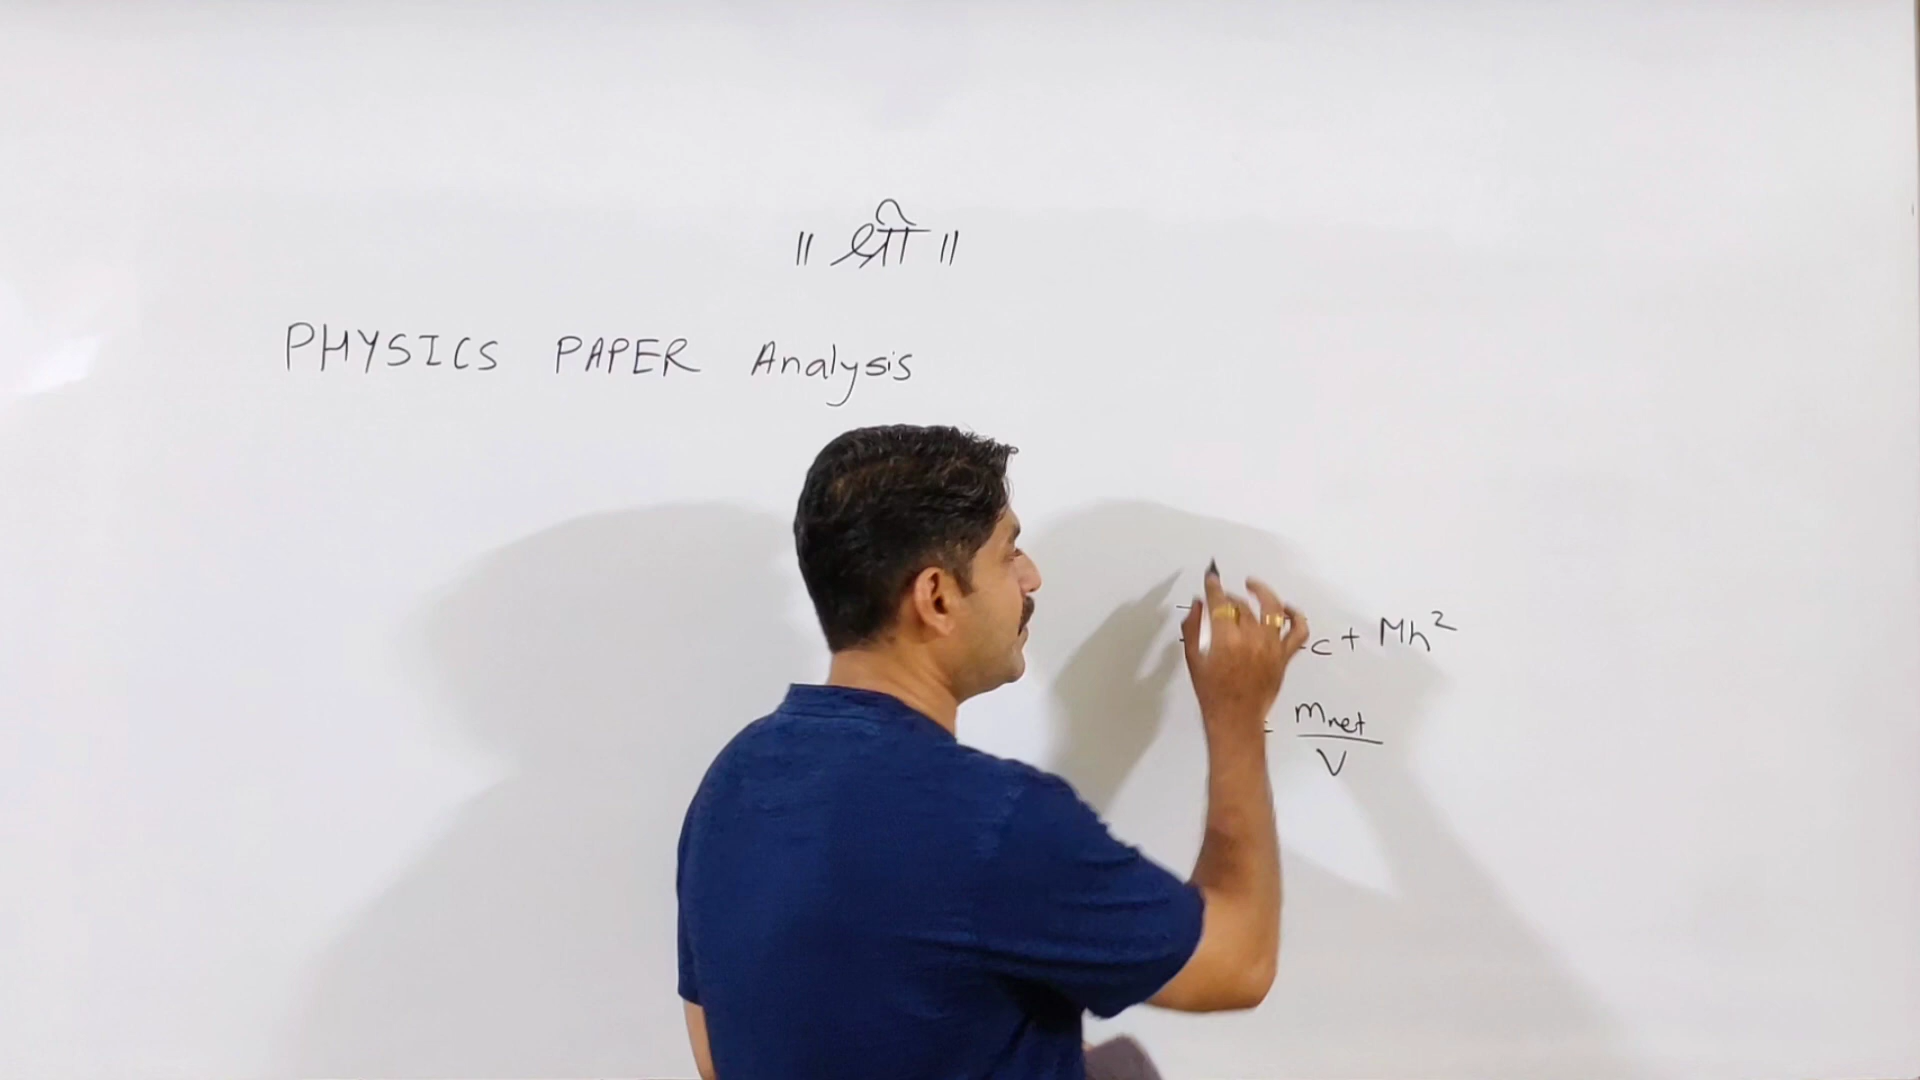 ॥ श्री ॥
PHYSICS PAPER Analysis
c + Mh²
= Mnet / V